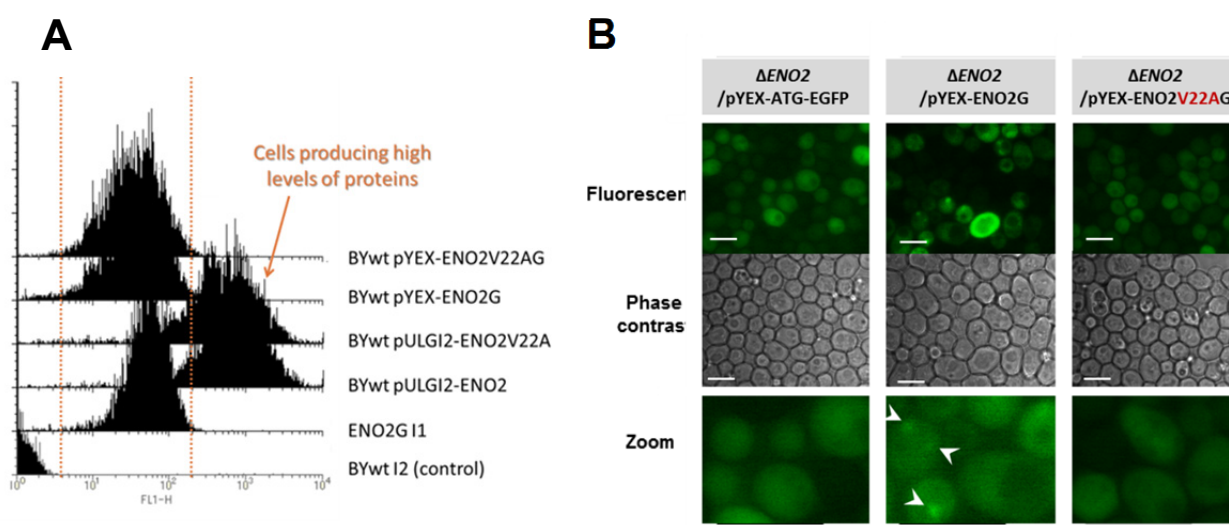 A
Cells producing high
levels of proteins
BYwt pYEX-ENO2V22AG
BYwt pYEX-ENO2G
BYwt pULGI2-ENO2V22A
BYwt pULGI2-ENO2
ENO2G I1
BYwt I2 (control)
10⁰ 10¹ 10² 10³ 10⁴
FL1-H
B
ΔENO2
/pYEX-ATG-EGFP
ΔENO2
/pYEX-ENO2G
ΔENO2
/pYEX-ENO2V22AG
Fluorescen
Phase
contras
Zoom